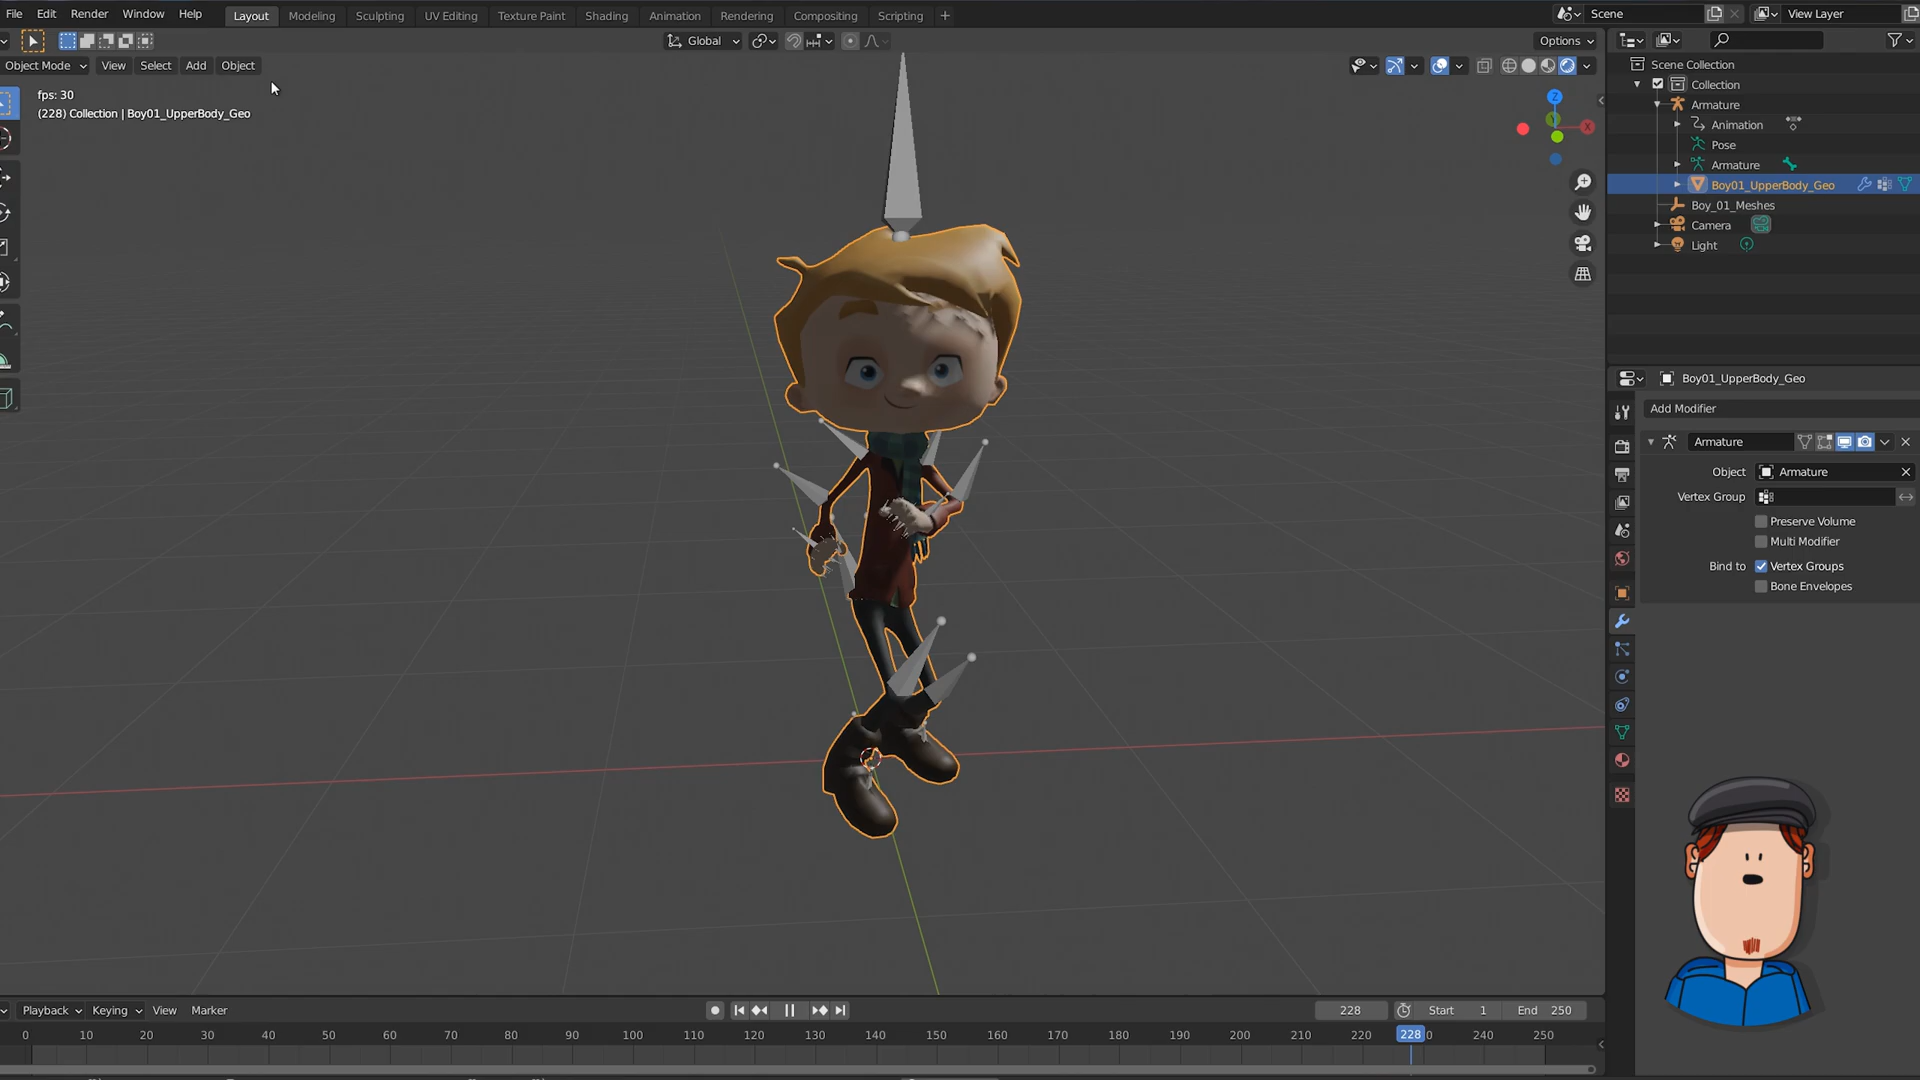 File Edit Render Window Help
Layout Modeling Sculpting UV Editing Texture Paint Shading Animation Rendering Compositing Scripting +
Scene
View Layer
Global
Options
Object Mode View Select Add Object
fps: 30
(228) Collection | Boy01_UpperBody_Geo
Z
Y
X
Scene Collection
Collection
Armature
Animation
Pose
Armature
Boy01_UpperBody_Geo
Boy_01_Meshes
Camera
Light
Boy01_UpperBody_Geo
Add Modifier
Armature
Object Armature
Vertex Group
Preserve Volume
Multi Modifier
Bind to Vertex Groups
Bone Envelopes
Playback Keying View Marker
228 Start 1 End 250
0 10 20 30 40 50 60 70 80 90 100 110 120 130 140 150 160 170 180 190 200 210 220 228 0 240 250